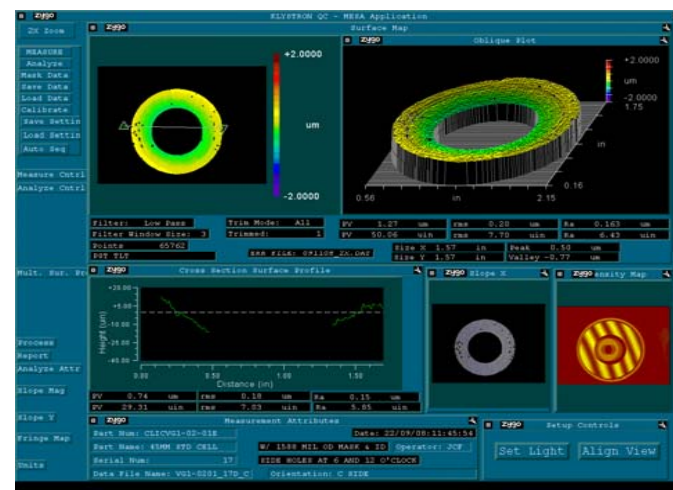 zygo KLYSTRON QC - MESA Application
2X Zoom
MEASURE
Analyze
Mask Data
Save Data
Load Data
Calibrate
Save Settin
Load Settin
Auto Seq
Measure Cntrl
Analyze Cntrl
Mult. Sur. Pr
Process
Report
Analyze Attr
Slope Mag
Slope Y
Fringe Map
Units
zygo Surface Map
+2.0000
um
-2.0000
zygo Oblique Plot
+2.0000
um
-2.0000
1.75
in
0.16
0.56 in 2.15
Filter: Low Pass Trim Mode: All
Filter Window Size: 3 Trimmed: 1
Points 65762
PST TLT
PV 1.27 um rms 0.20 um Ra 0.163 um
PV 50.06 uin rms 7.70 uin Ra 6.43 uin
Size X 1.57 in Peak 0.50 um
Size Y 1.57 in Valley -0.77 um
zygo Cross Section Surface Profile
+20.00
+5.00
-10.00
-25.00
-40.00
Height (uin)
0.00 0.50 1.00 1.50
Distance (in)
PV 0.74 um rms 0.18 um Ra 0.15 um
PV 29.31 uin rms 7.03 uin Ra 5.85 uin
zygo Slope X
zygo ensity Map
zygo Measurement Attributes
Part Num: CLICVG1-02-01E Date: 22/09/08:11:45:54
Part Name: 45MM STD CELL W/ 1588 MIL OD MASK & ID Operator: JCF
Serial Num: 17 SIDE HOLES AT 6 AND 12 O'CLOCK
Data File Name: VG1-0201_17D_C Orientation: C SIDE
zygo Setup Controls
Set Light Align View